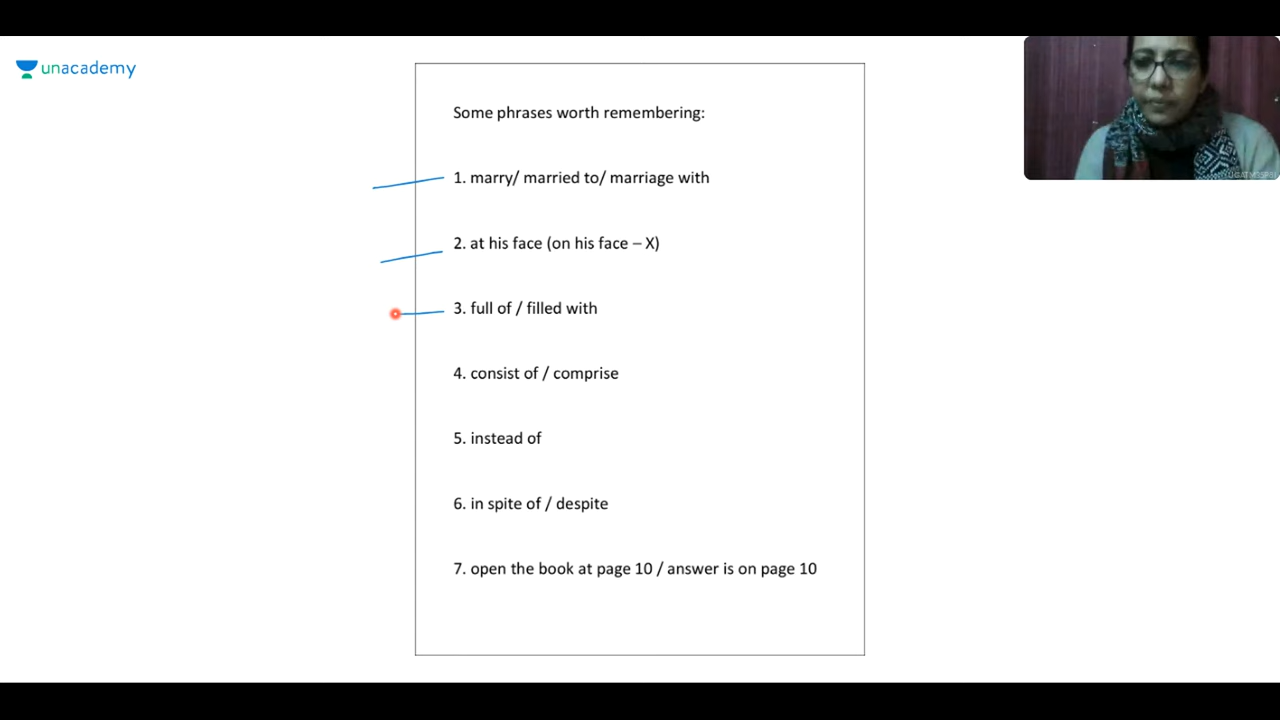 unacademy
Some phrases worth remembering:
1. marry/ married to/ marriage with
2. at his face (on his face – X)
3. full of / filled with
4. consist of / comprise
5. instead of
6. in spite of / despite
7. open the book at page 10 / answer is on page 10